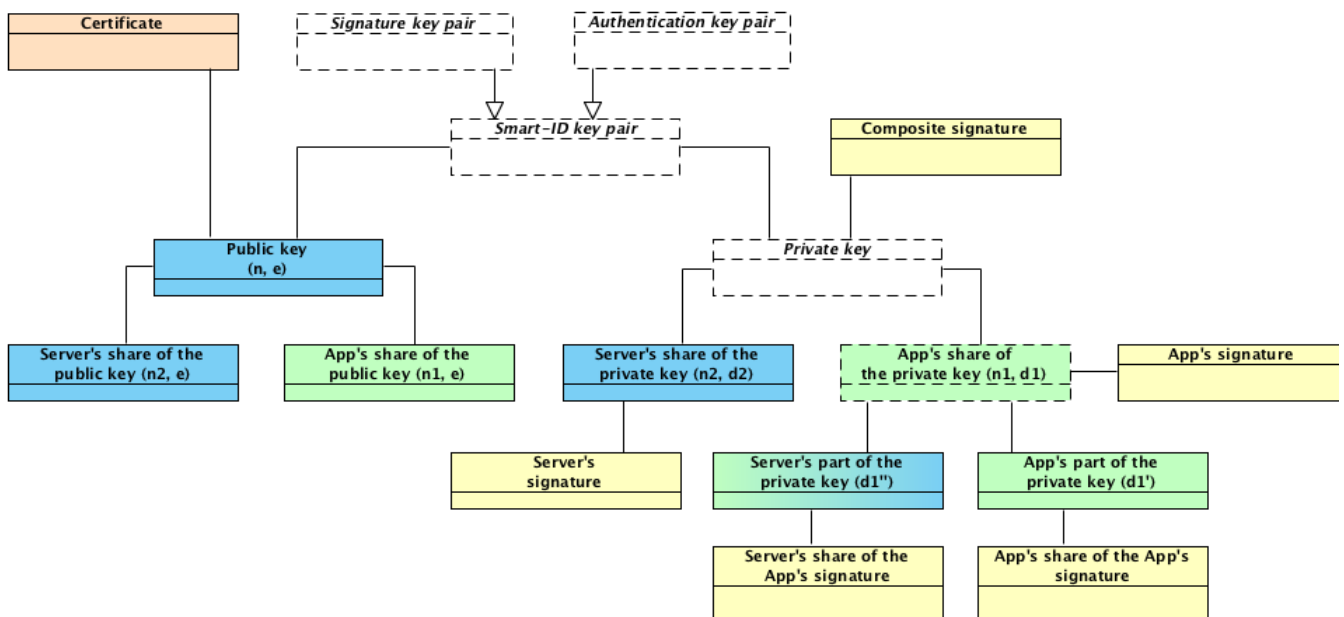 Certificate
Signature key pair
Authentication key pair
Smart-ID key pair
Composite signature
Public key
(n, e)
Private key
Server's share of the
public key (n2, e)
App's share of the
public key (n1, e)
Server's share of the
private key (n2, d2)
App's share of
the private key (n1, d1)
App's signature
Server's
signature
Server's part of the
private key (d1'')
App's part of the
private key (d1')
Server's share of the
App's signature
App's share of the App's
signature